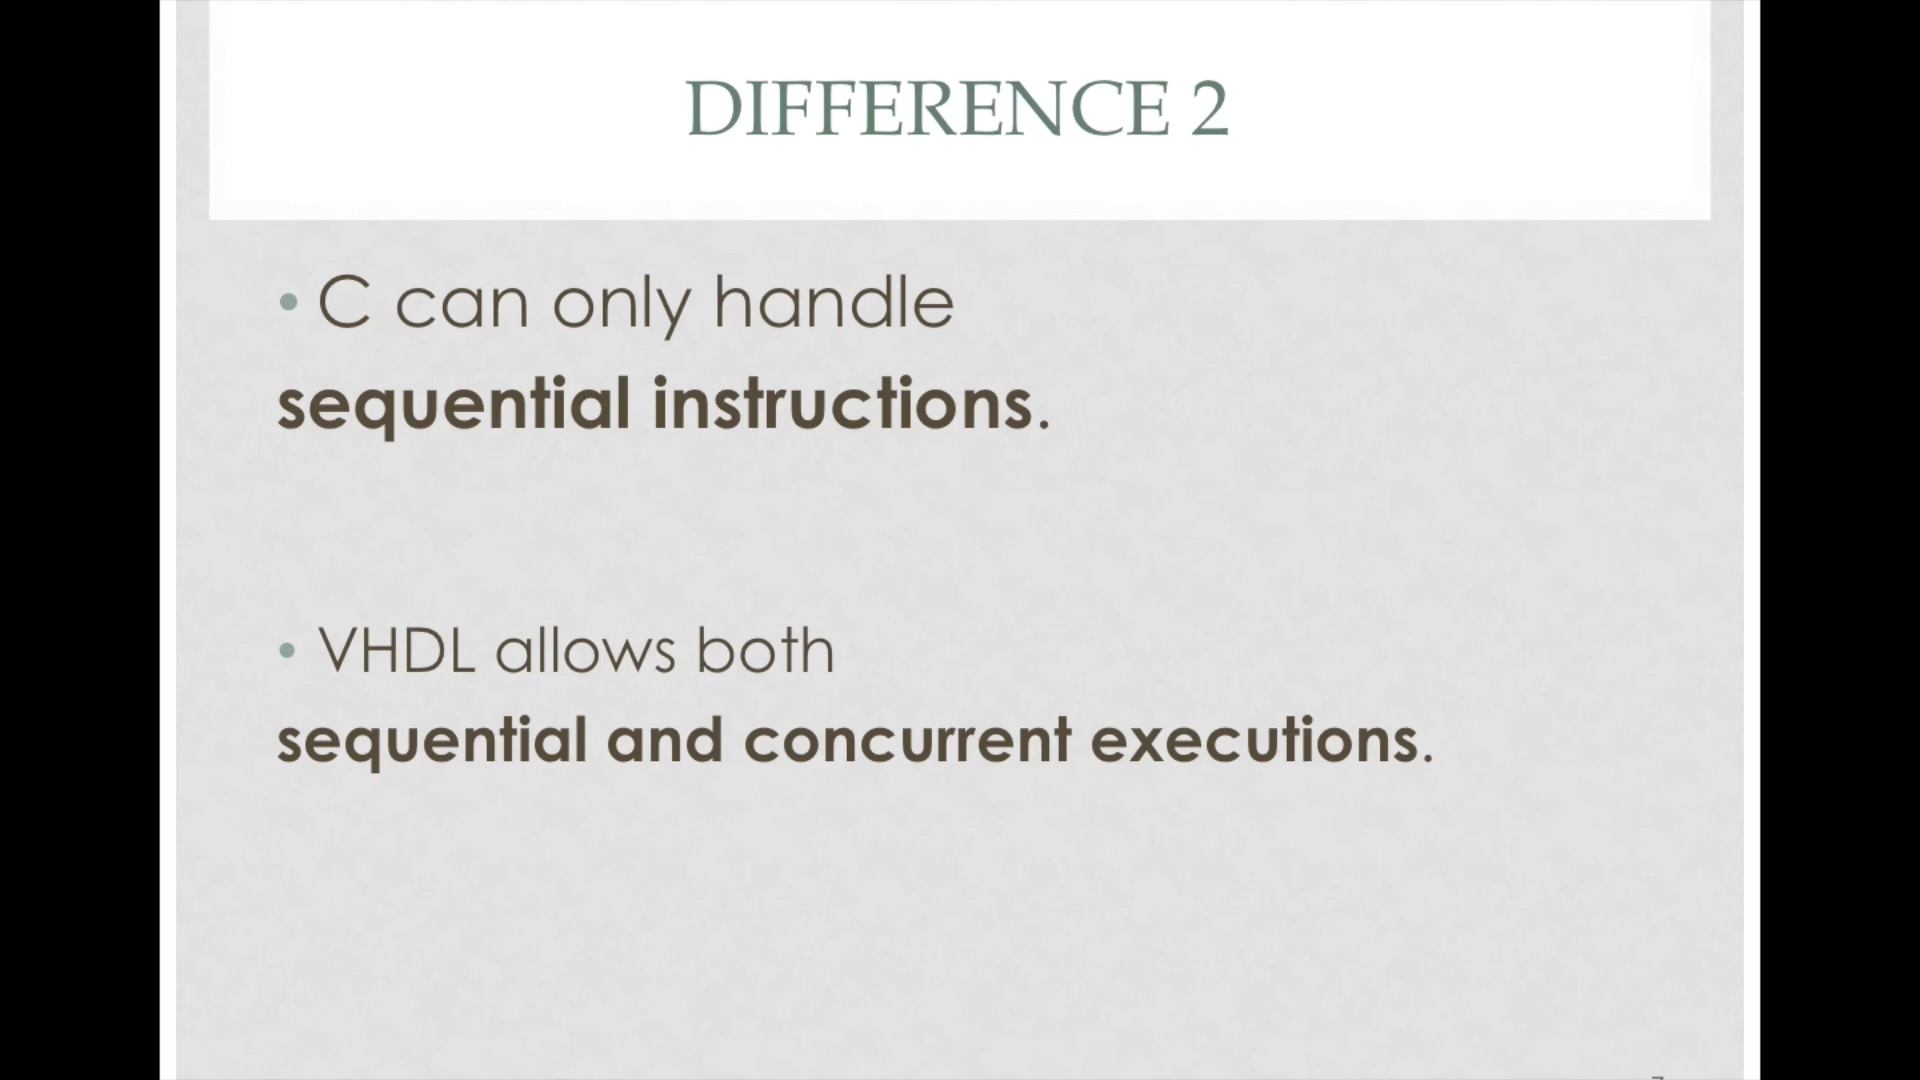 DIFFERENCE 2
• C can only handle
sequential instructions.
• VHDL allows both
sequential and concurrent executions.